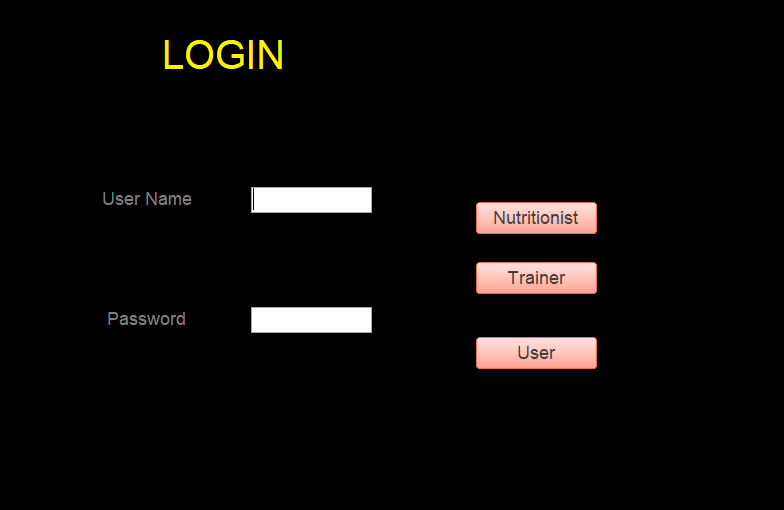 LOGIN
User Name
Nutritionist
Trainer
Password
User